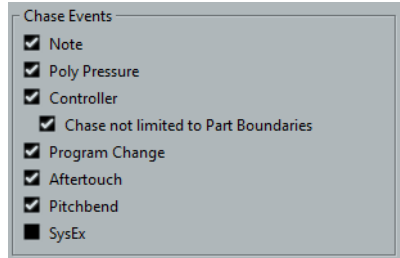 Chase Events
Note
Poly Pressure
Controller
Chase not limited to Part Boundaries
Program Change
Aftertouch
Pitchbend
SysEx